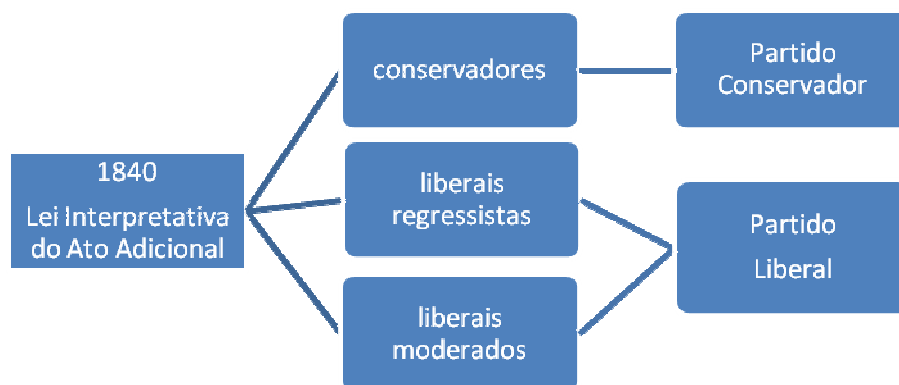 1840
Lei Interpretativa
do Ato Adicional
conservadores
liberais
regressistas
liberais
moderados
Partido
Conservador
Partido
Liberal